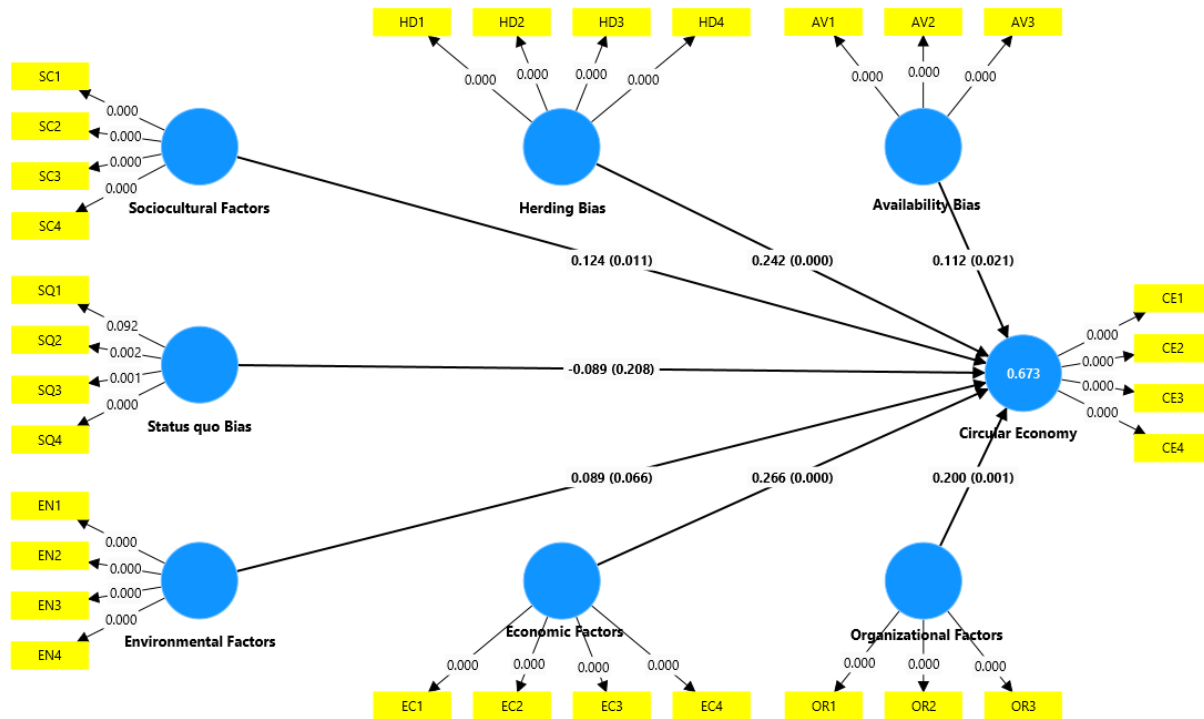 HD1
HD2
HD3
HD4
0.000
0.000
0.000
0.000
Herding Bias
AV1
AV2
AV3
0.000
0.000
0.000
Availability Bias
SC1
SC2
SC3
SC4
0.000
0.000
0.000
0.000
Sociocultural Factors
0.124 (0.011)
0.242 (0.000)
0.112 (0.021)
SQ1
SQ2
SQ3
SQ4
0.092
0.002
0.001
0.000
Status quo Bias
-0.089 (0.208)
0.673
Circular Economy
0.000
0.000
0.000
0.000
CE1
CE2
CE3
CE4
0.089 (0.066)
0.266 (0.000)
0.200 (0.001)
EN1
EN2
EN3
EN4
0.000
0.000
0.000
0.000
Environmental Factors
Economic Factors
0.000
0.000
0.000
0.000
EC1
EC2
EC3
EC4
Organizational Factors
0.000
0.000
0.000
OR1
OR2
OR3